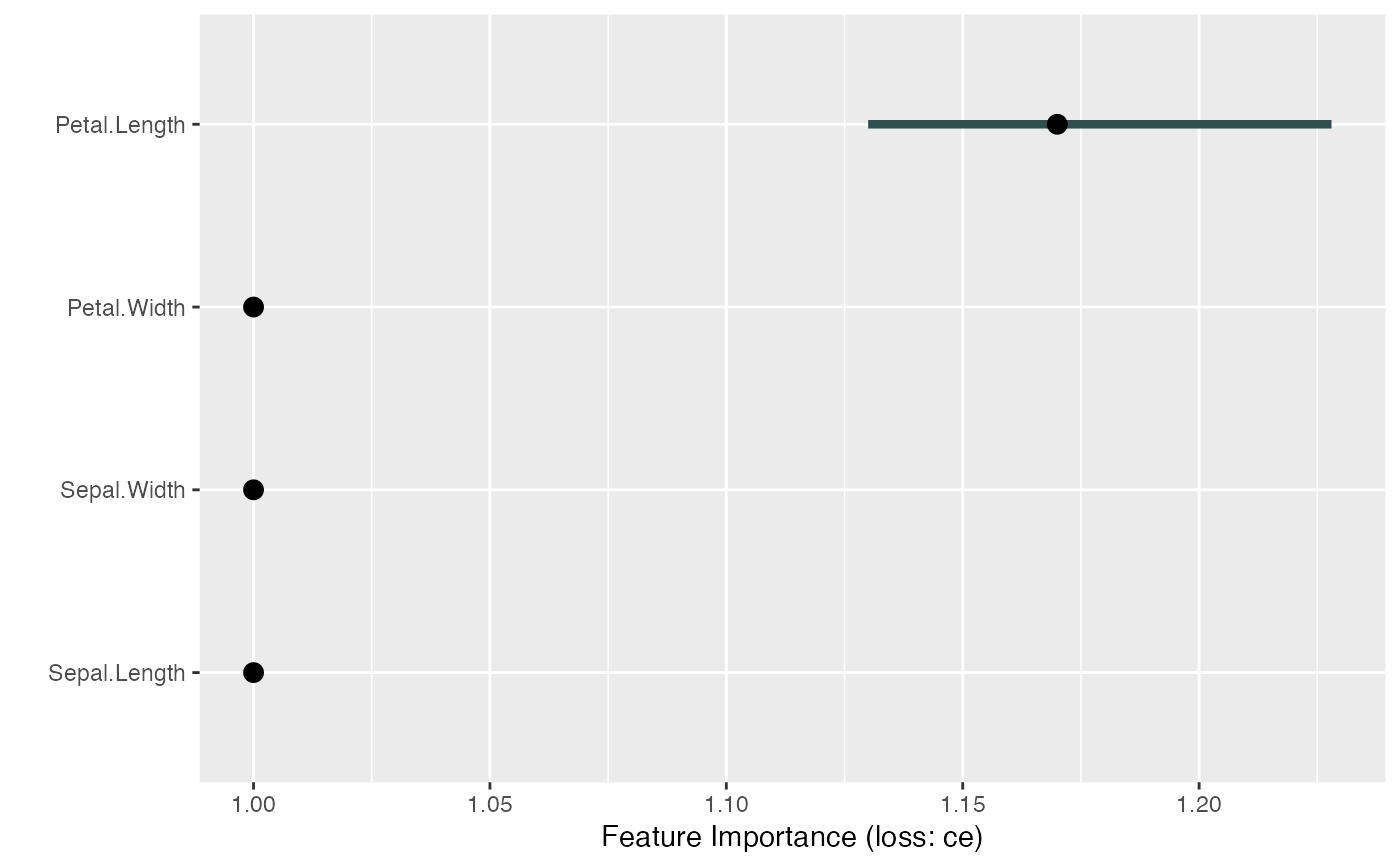 Petal.Length
Petal.Width
Sepal.Width
Sepal.Length
1.00 1.05 1.10 1.15 1.20
Feature Importance (loss: ce)